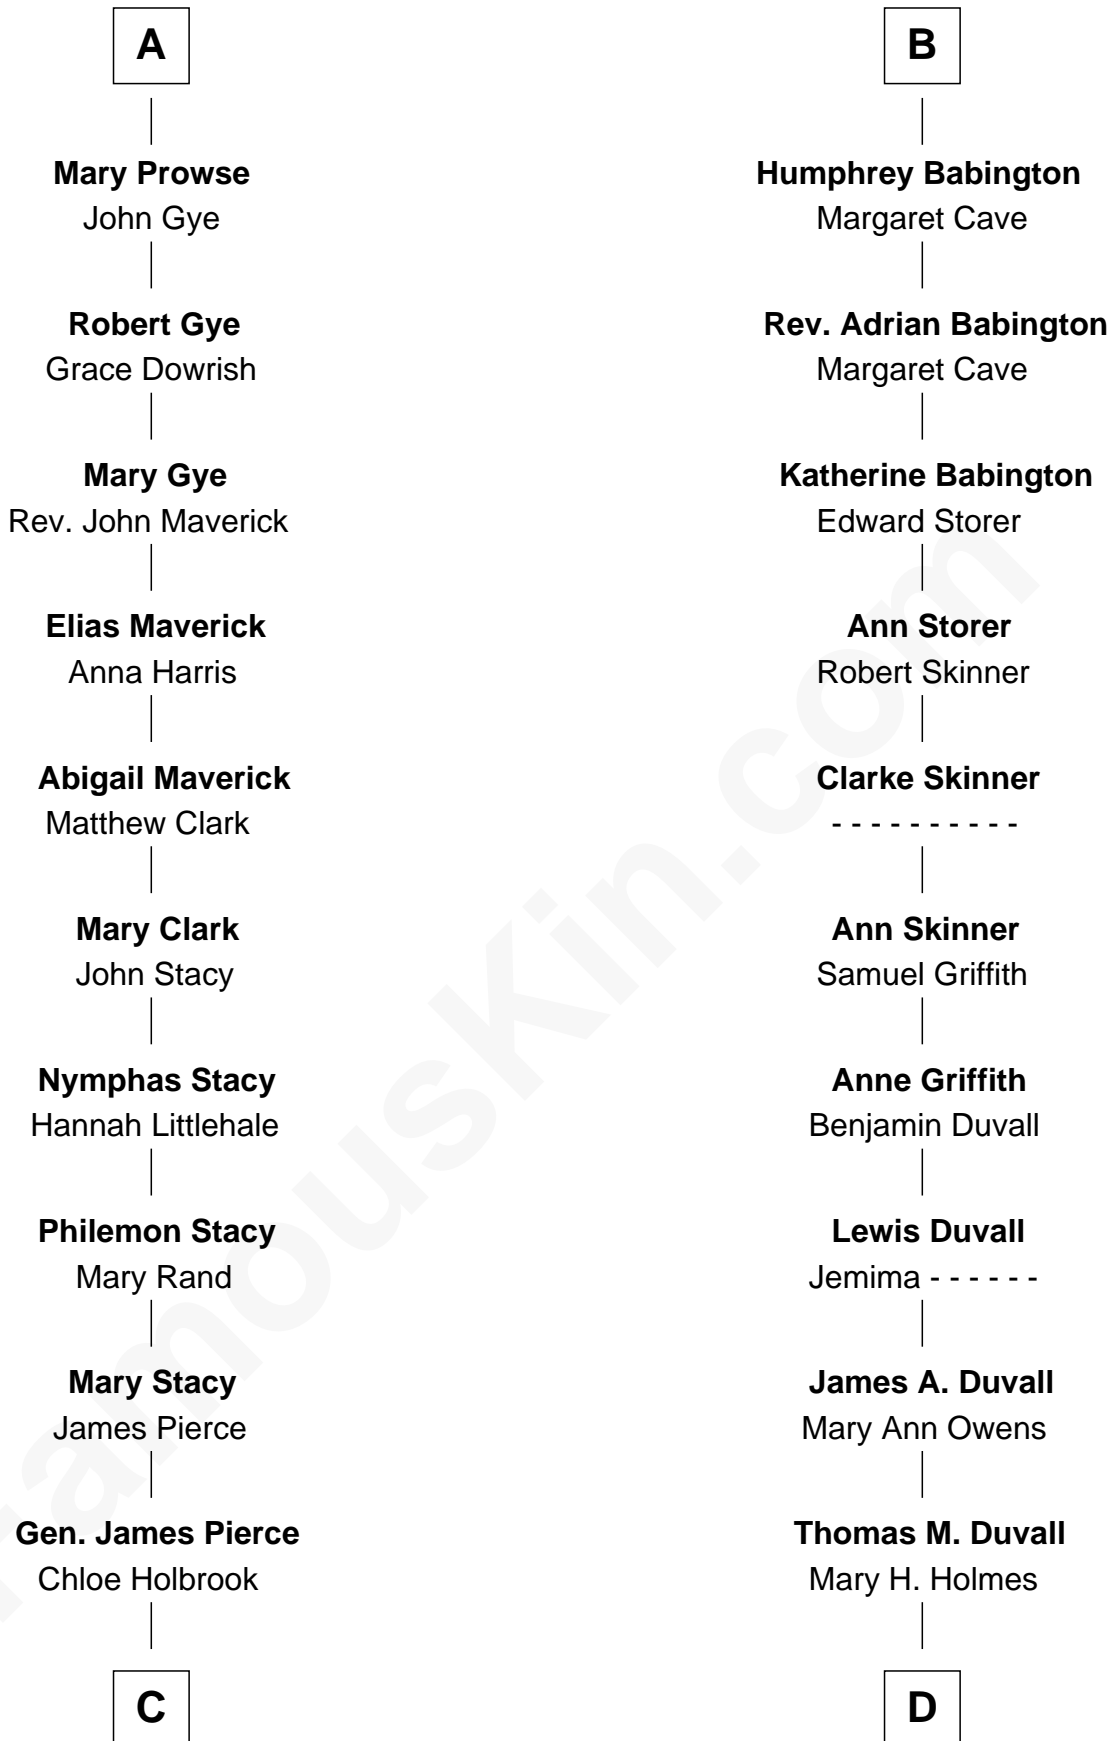 A
Mary Prowse
John Gye
Robert Gye
Grace Dowrish
Mary Gye
Rev. John Maverick
Elias Maverick
Anna Harris
Abigail Maverick
Matthew Clark
Mary Clark
John Stacy
Nymphas Stacy
Hannah Littlehale
Philemon Stacy
Mary Rand
Mary Stacy
James Pierce
Gen. James Pierce
Chloe Holbrook
C
B
Humphrey Babington
Margaret Cave
Rev. Adrian Babington
Margaret Cave
Katherine Babington
Edward Storer
Ann Storer
Robert Skinner
Clarke Skinner
- - - - - - - - - -
Ann Skinner
Samuel Griffith
Anne Griffith
Benjamin Duvall
Lewis Duvall
Jemima - - - - - -
James A. Duvall
Mary Ann Owens
Thomas M. Duvall
Mary H. Holmes
D
FamousKin.com